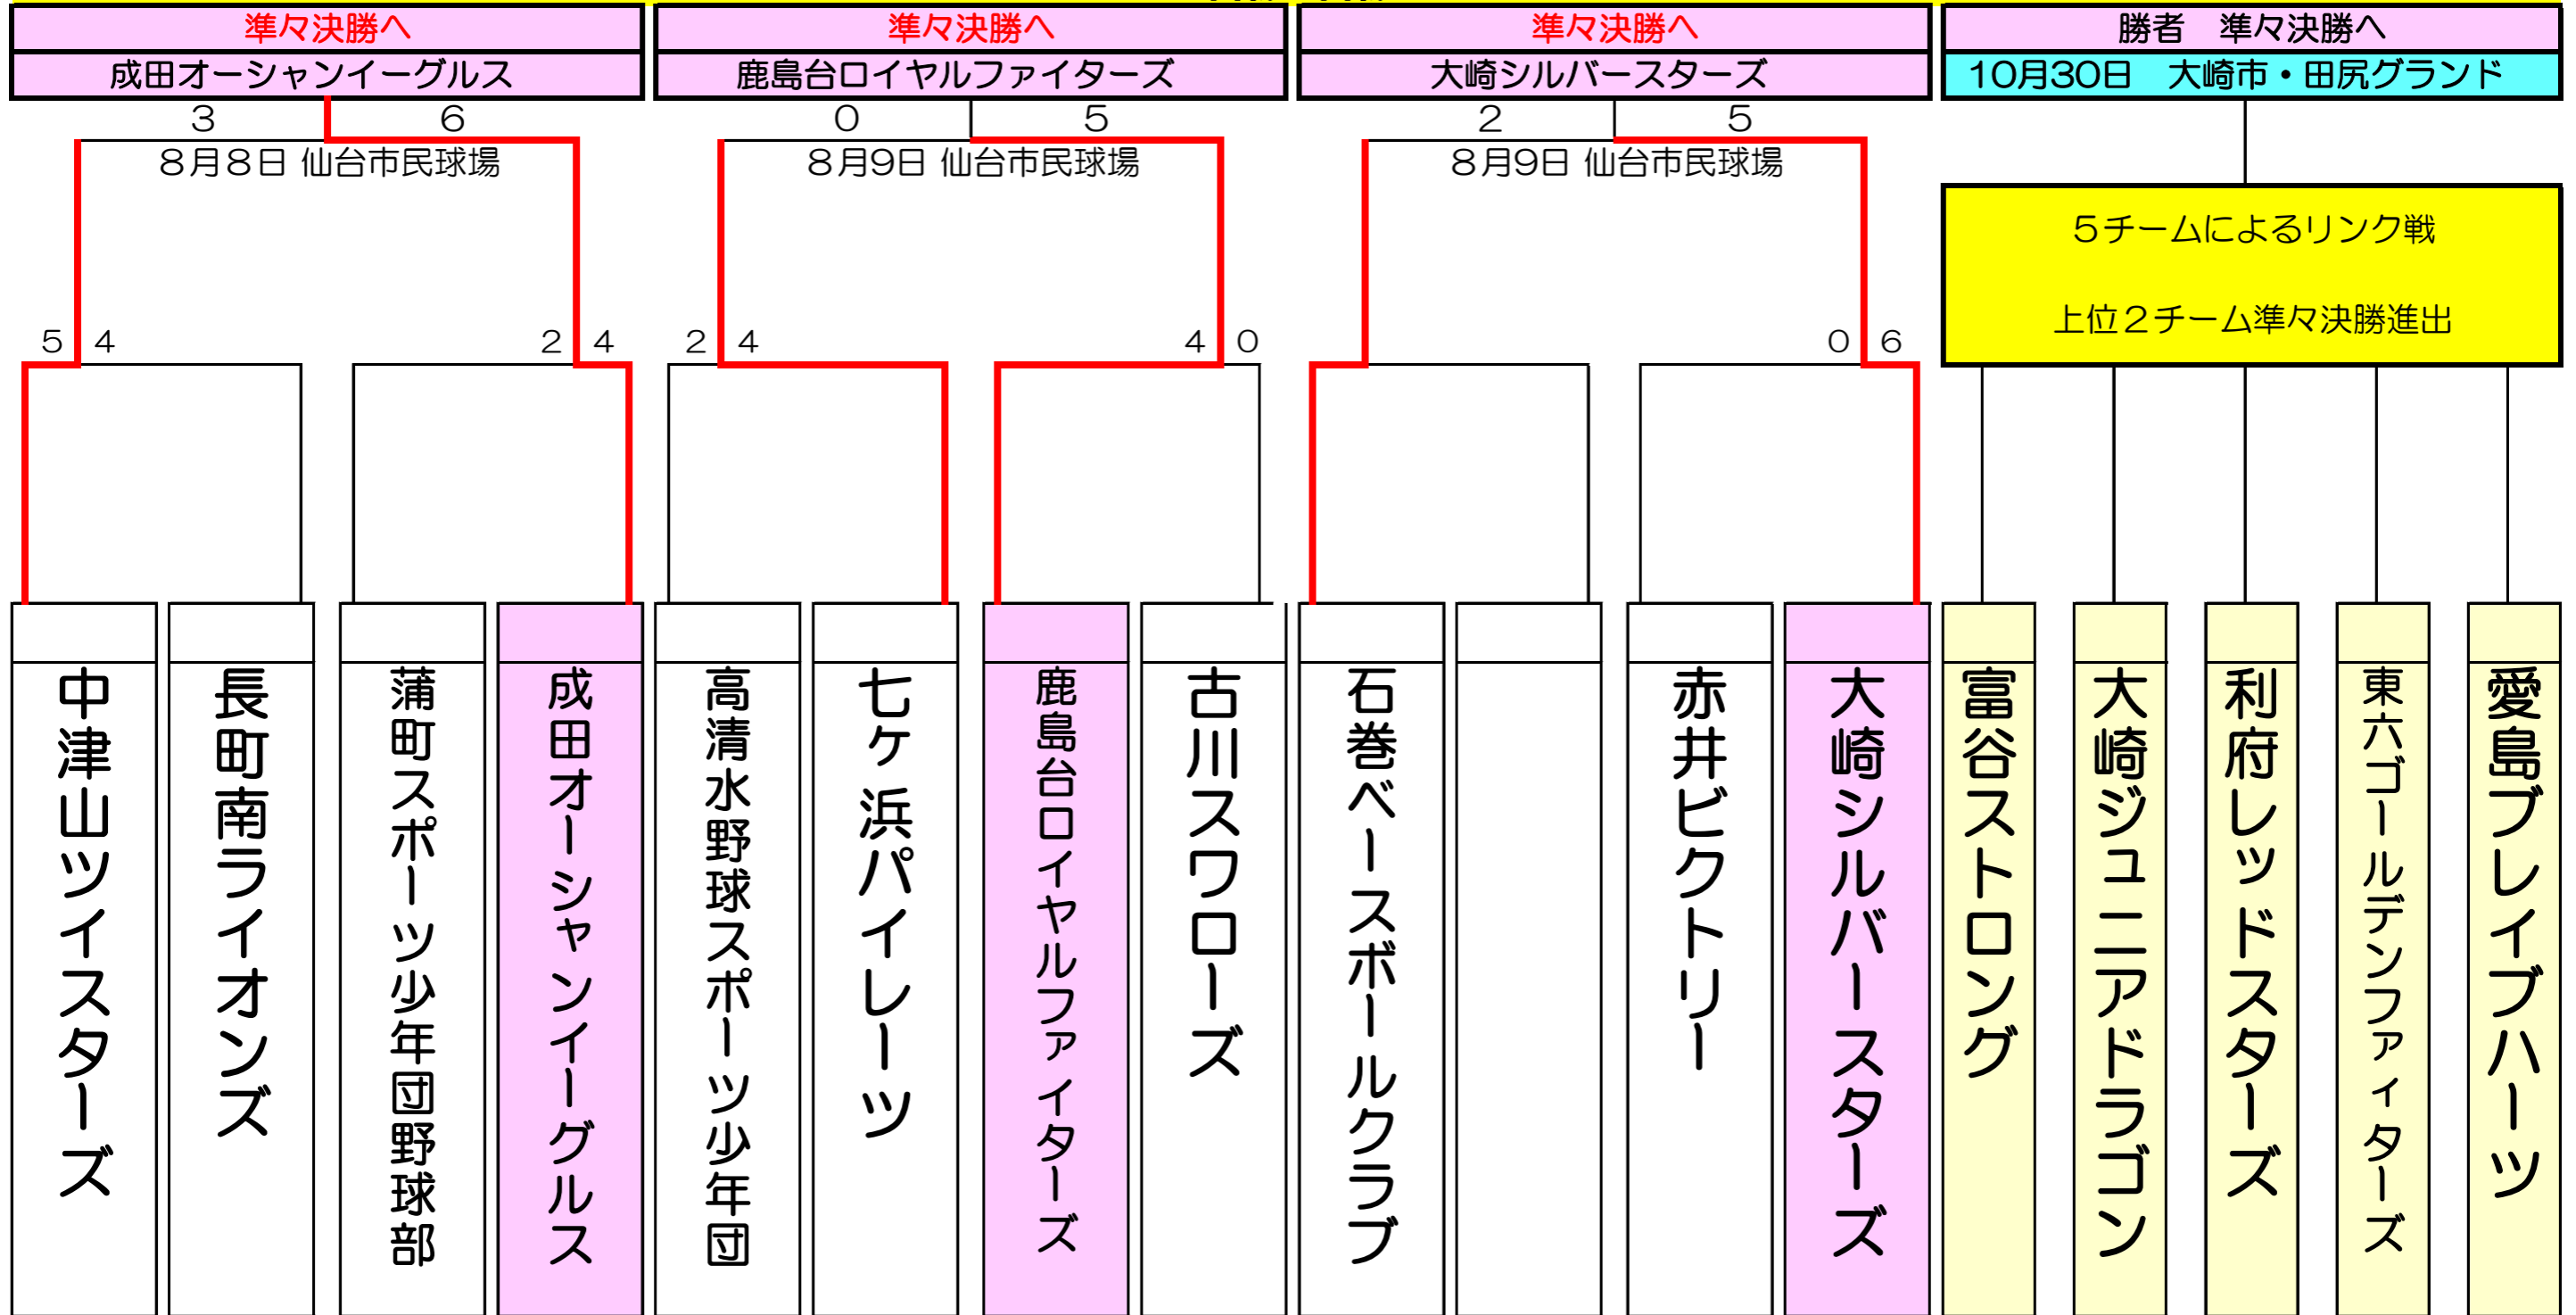 準々決勝へ
準々決勝へ
準々決勝へ
勝者 準々決勝へ
成田オーシャンイーグルス
鹿島台ロイヤルファイターズ
大崎シルバースターズ
10月30日 大崎市・田尻グランド
3 6
0 5
2 5
8月8日 仙台市民球場
8月9日 仙台市民球場
8月9日 仙台市民球場
5チームによるリンク戦
上位2チーム準々決勝進出
5 4
2 4
2 4
4 0
0 6
中津山ツイスターズ
長町南ライオンズ
蒲町スポーツ少年団野球部
成田オーシャンイーグルス
高清水野球スポーツ少年団
七ヶ浜パイレーツ
鹿島台ロイヤルファイターズ
古川スワローズ
石巻ベースボールクラブ
赤井ビクトリー
大崎シルバースターズ
富谷ストロング
大崎ジュニアドラゴン
利府レッドスターズ
東六ゴールデンファイターズ
愛島ブレイブハーツ